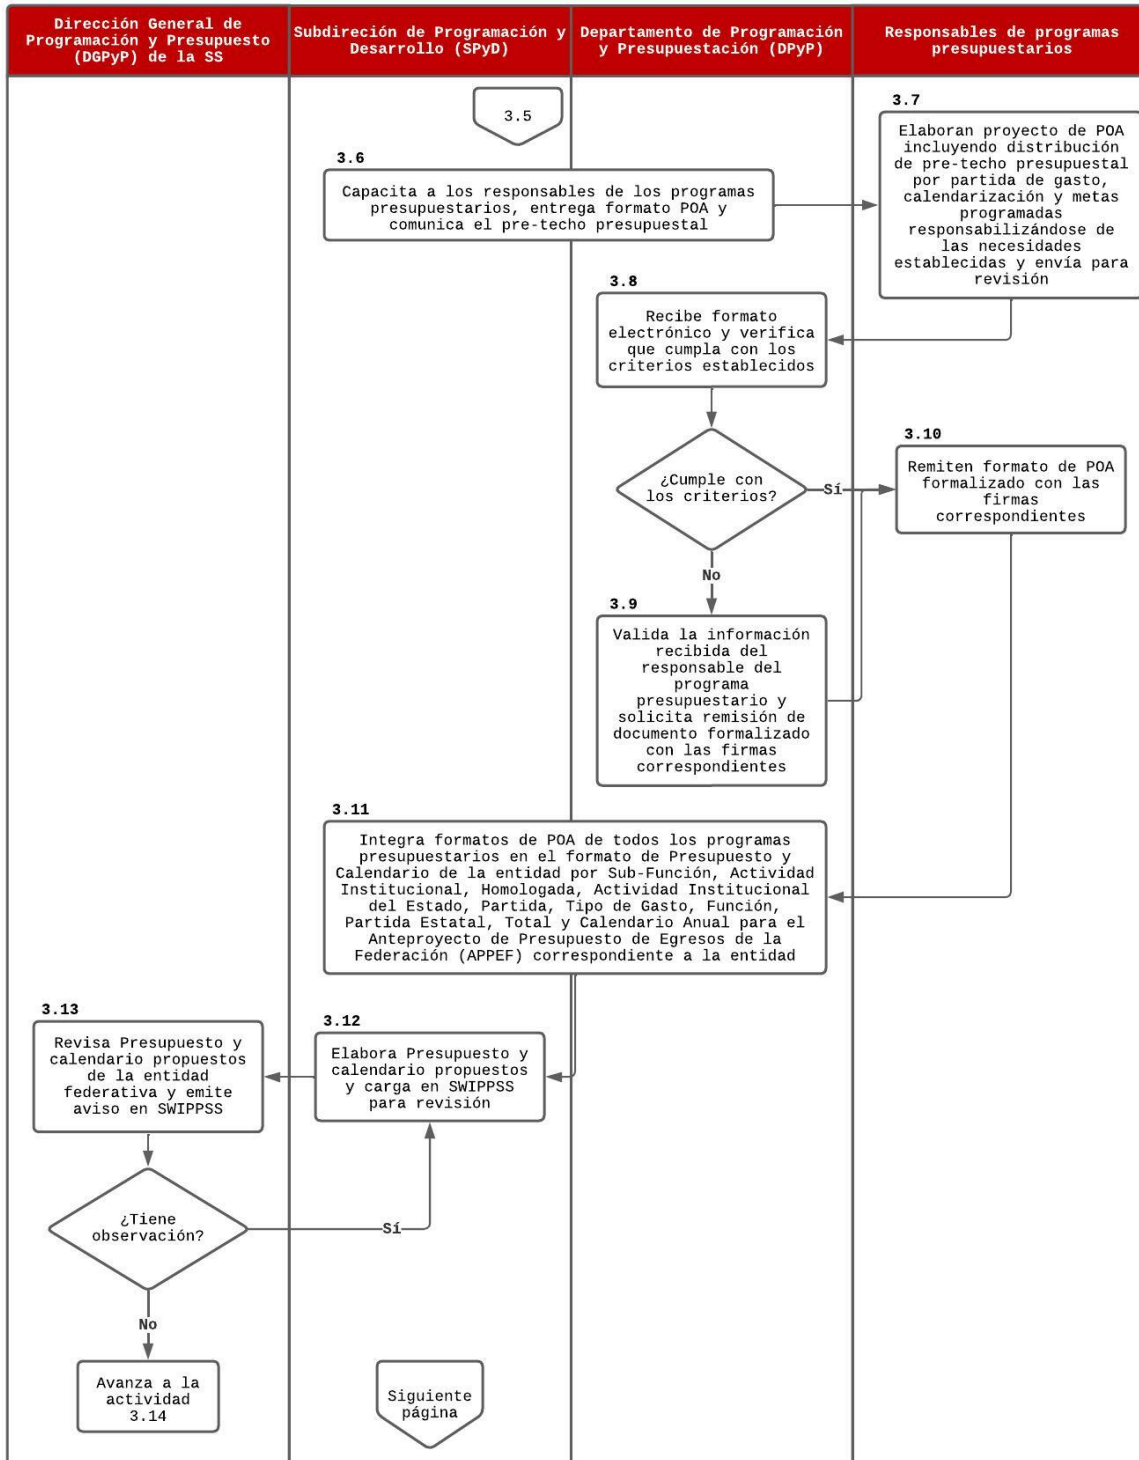 Dirección General de
Programación y Presupuesto
(DGPyP) de la SS
Subdireción de Programación y
Desarrollo (SPyD)
Departamento de Programación
y Presupuestación (DPyP)
Responsables de programas
presupuestarios
3.5
3.6
Capacita a los responsables de los programas
presupuestarios, entrega formato POA y
comunica el pre-techo presupuestal
3.7
Elaboran proyecto de POA
incluyendo distribución
de pre-techo presupuestal
por partida de gasto,
calendarización y metas
programadas
responsabilizándose de
las necesidades
establecidas y envía para
revisión
3.8
Recibe formato
electrónico y verifica
que cumpla con los
criterios establecidos
¿Cumple con
los criterios?
Sí
No
3.10
Remiten formato de POA
formalizado con las
firmas
correspondientes
3.9
Valida la información
recibida del
responsable del
programa
presupuestario y
solicita remisión de
documento formalizado
con las firmas
correspondientes
3.11
Integra formatos de POA de todos los programas
presupuestarios en el formato de Presupuesto y
Calendario de la entidad por Sub-Función, Actividad
Institucional, Homologada, Actividad Institucional
del Estado, Partida, Tipo de Gasto, Función,
Partida Estatal, Total y Calendario Anual para el
Anteproyecto de Presupuesto de Egresos de la
Federación (APPEF) correspondiente a la entidad
3.12
Elabora Presupuesto y
calendario propuestos
y carga en SWIPPSS
para revisión
3.13
Revisa Presupuesto y
calendario propuestos
de la entidad
federativa y emite
aviso en SWIPPSS
¿Tiene
observación?
Sí
No
Avanza a la
actividad
3.14
Siguiente
página